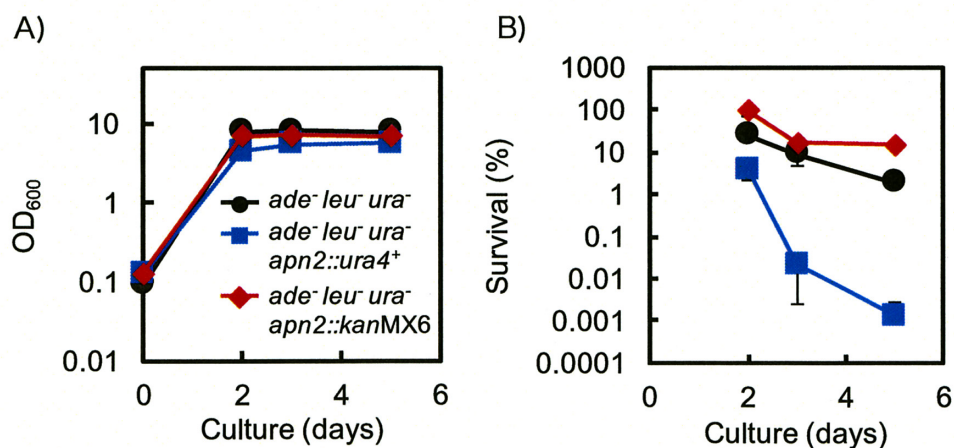 A)
OD₆₀₀
10
1
0.1
0.01
0
2
4
6
Culture (days)
ade⁻ leu⁻ ura⁻
ade⁻ leu⁻ ura⁻
apn2::ura4⁺
ade⁻ leu⁻ ura⁻
apn2::kanMX6
B)
Survival (%)
1000
100
10
1
0.1
0.01
0.001
0.0001
0
2
4
6
Culture (days)